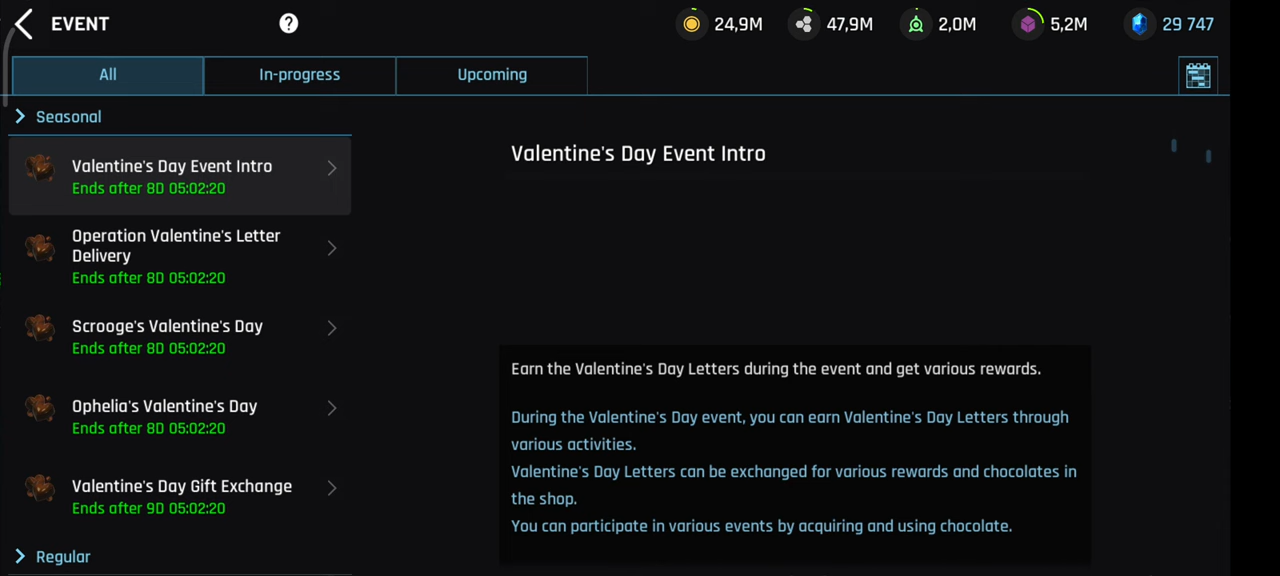 EVENT
?
24,9M
47,9M
2,0M
5,2M
29 747
All
In-progress
Upcoming
Seasonal
Valentine's Day Event Intro
Ends after 8D 05:02:20
Operation Valentine's Letter
Delivery
Ends after 8D 05:02:20
Scrooge's Valentine's Day
Ends after 8D 05:02:20
Ophelia's Valentine's Day
Ends after 8D 05:02:20
Valentine's Day Gift Exchange
Ends after 9D 05:02:20
Regular
Valentine's Day Event Intro
Earn the Valentine's Day Letters during the event and get various rewards.
During the Valentine's Day event, you can earn Valentine's Day Letters through
various activities.
Valentine's Day Letters can be exchanged for various rewards and chocolates in
the shop.
You can participate in various events by acquiring and using chocolate.